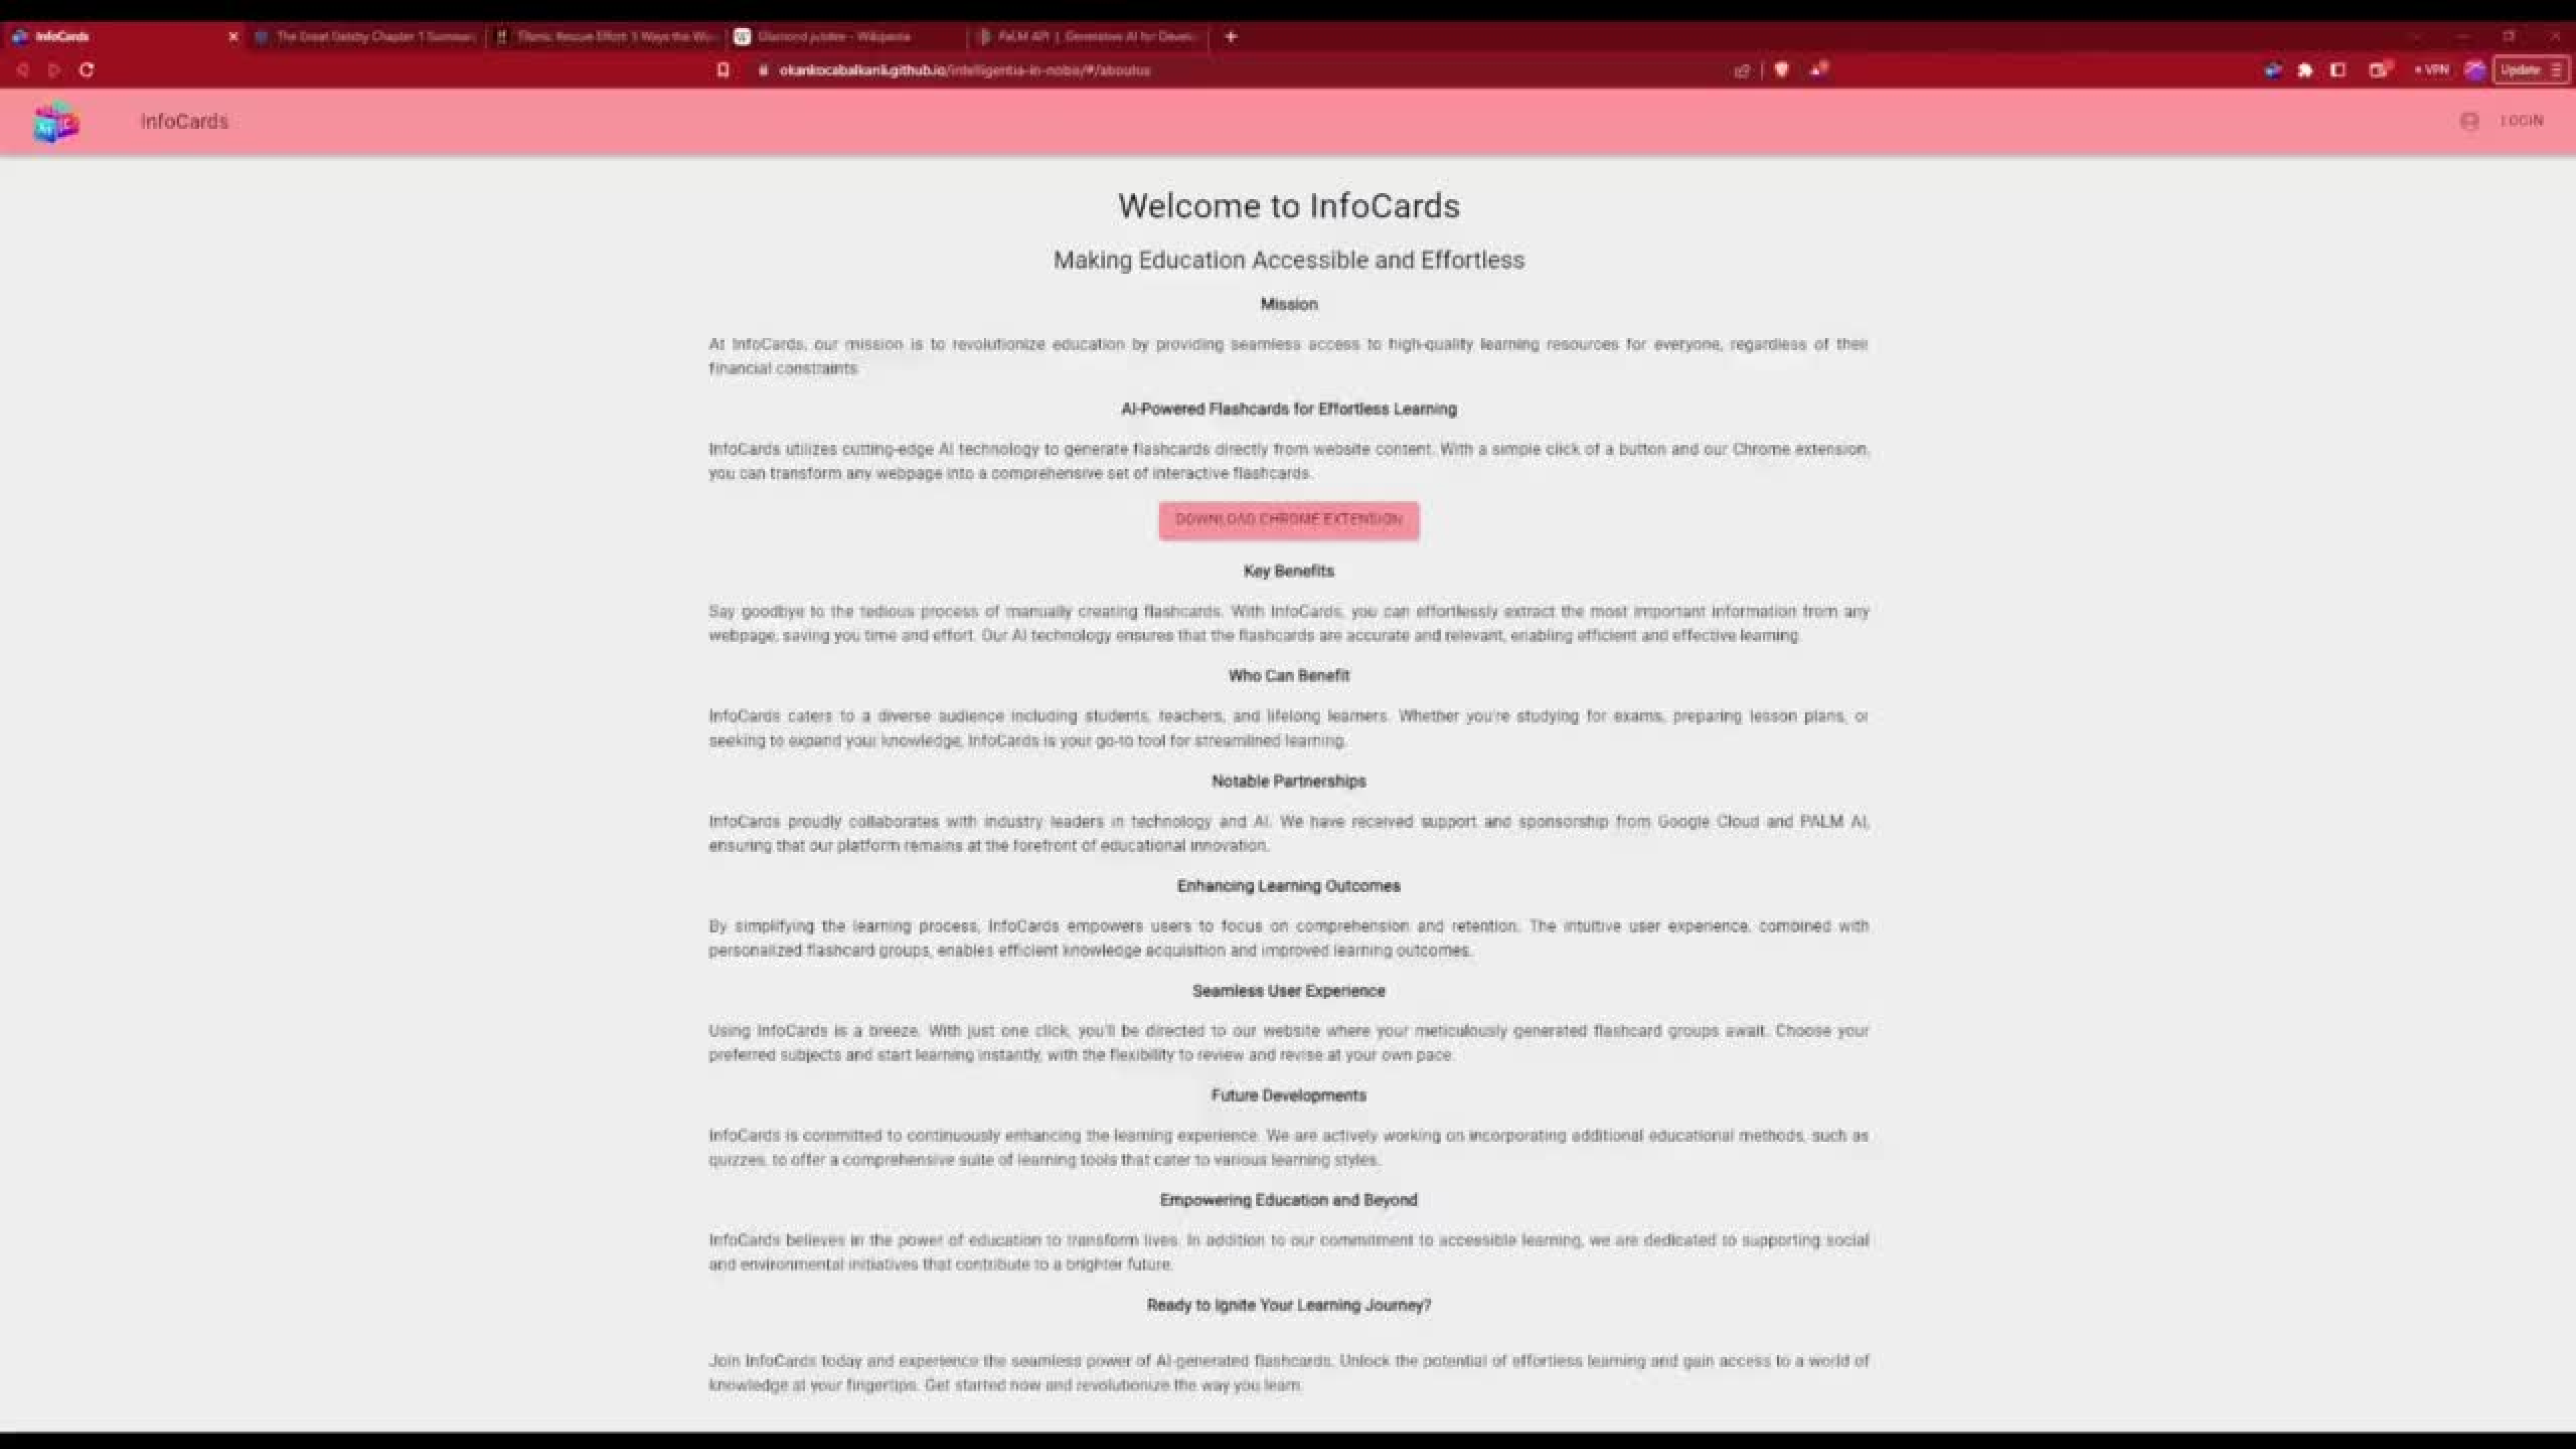 InfoCards
The Great Gatsby Chapter 1 Summary
Titanic Rescue Effort: 5 Ways the
Diamond jubilee - Wikipedia
PaLM API | Generative AI for Devel
okankocabalkanli.github.io/intelligentia-in-nobis/#/aboutus
VPN
Update
InfoCards
LOGIN
Welcome to InfoCards
Making Education Accessible and Effortless
Mission
At InfoCards, our mission is to revolutionize education by providing seamless access to high-quality learning resources for everyone, regardless of their
financial constraints
AI-Powered Flashcards for Effortless Learning
InfoCards utilizes cutting-edge AI technology to generate flashcards directly from website content. With a simple click of a button and our Chrome extension,
you can transform any webpage into a comprehensive set of interactive flashcards.
DOWNLOAD CHROME EXTENSION
Key Benefits
Say goodbye to the tedious process of manually creating flashcards. With InfoCards, you can effortlessly extract the most important information from any
webpage, saving you time and effort. Our AI technology ensures that the flashcards are accurate and relevant, enabling efficient and effective learning.
Who Can Benefit
InfoCards caters to a diverse audience including students, teachers, and lifelong learners. Whether you're studying for exams, preparing lesson plans, or
seeking to expand your knowledge, InfoCards is your go-to tool for streamlined learning.
Notable Partnerships
InfoCards proudly collaborates with industry leaders in technology and AI. We have received support and sponsorship from Google Cloud and PALM AI,
ensuring that our platform remains at the forefront of educational innovation.
Enhancing Learning Outcomes
By simplifying the learning process, InfoCards empowers users to focus on comprehension and retention. The intuitive user experience, combined with
personalized flashcard groups, enables efficient knowledge acquisition and improved learning outcomes.
Seamless User Experience
Using InfoCards is a breeze. With just one click, you'll be directed to our website where your meticulously generated flashcard groups await. Choose your
preferred subjects and start learning instantly, with the flexibility to review and revise at your own pace.
Future Developments
InfoCards is committed to continuously enhancing the learning experience. We are actively working on incorporating additional educational methods, such as
quizzes, to offer a comprehensive suite of learning tools that cater to various learning styles.
Empowering Education and Beyond
InfoCards believes in the power of education to transform lives. In addition to our commitment to accessible learning, we are dedicated to supporting social
and environmental initiatives that contribute to a brighter future.
Ready to Ignite Your Learning Journey?
Join InfoCards today and experience the seamless power of AI-generated flashcards. Unlock the potential of effortless learning and gain access to a world of
knowledge at your fingertips. Get started now and revolutionize the way you learn.